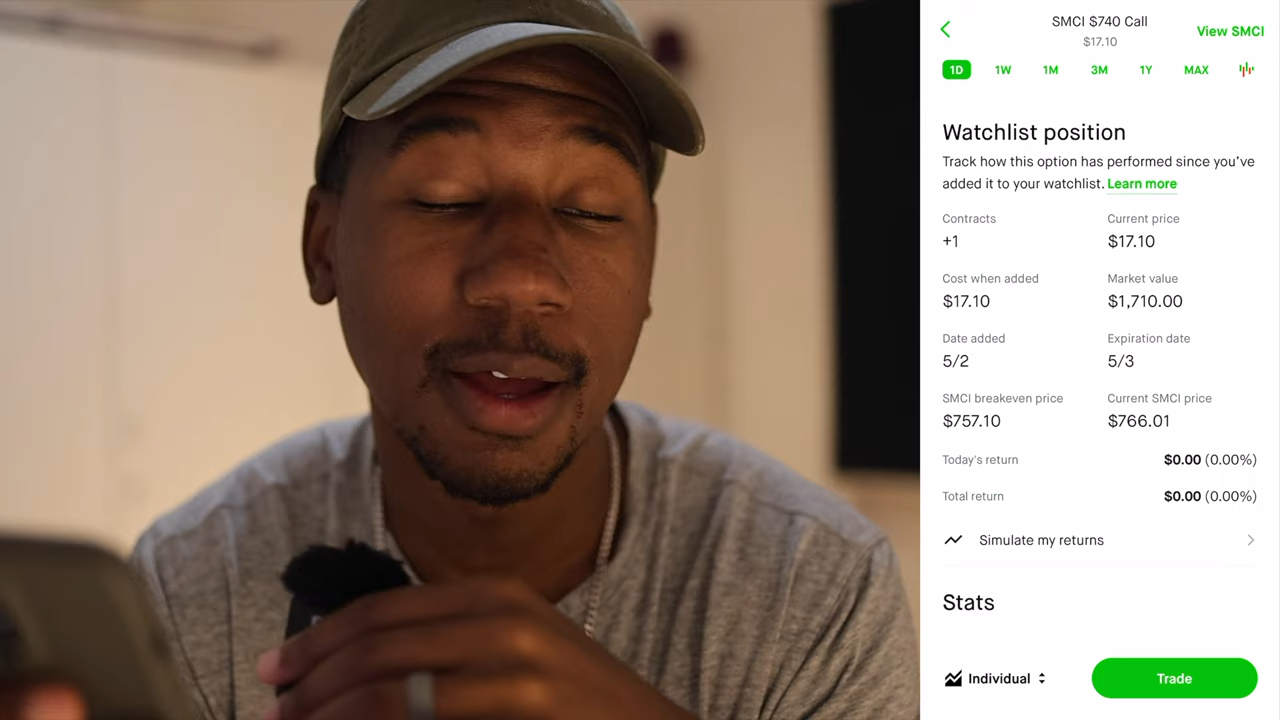 SMCI $740 Call
$17.10
View SMCI
1D 1W 1M 3M 1Y MAX
Watchlist position
Track how this option has performed since you've
added it to your watchlist. Learn more
Contracts Current price
+1 $17.10
Cost when added Market value
$17.10 $1,710.00
Date added Expiration date
5/2 5/3
SMCI breakeven price Current SMCI price
$757.10 $766.01
Today's return $0.00 (0.00%)
Total return $0.00 (0.00%)
Simulate my returns
Stats
Individual Trade